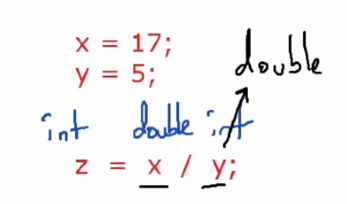 x = 17;
double
y = 5;
int double int
z = x / y;